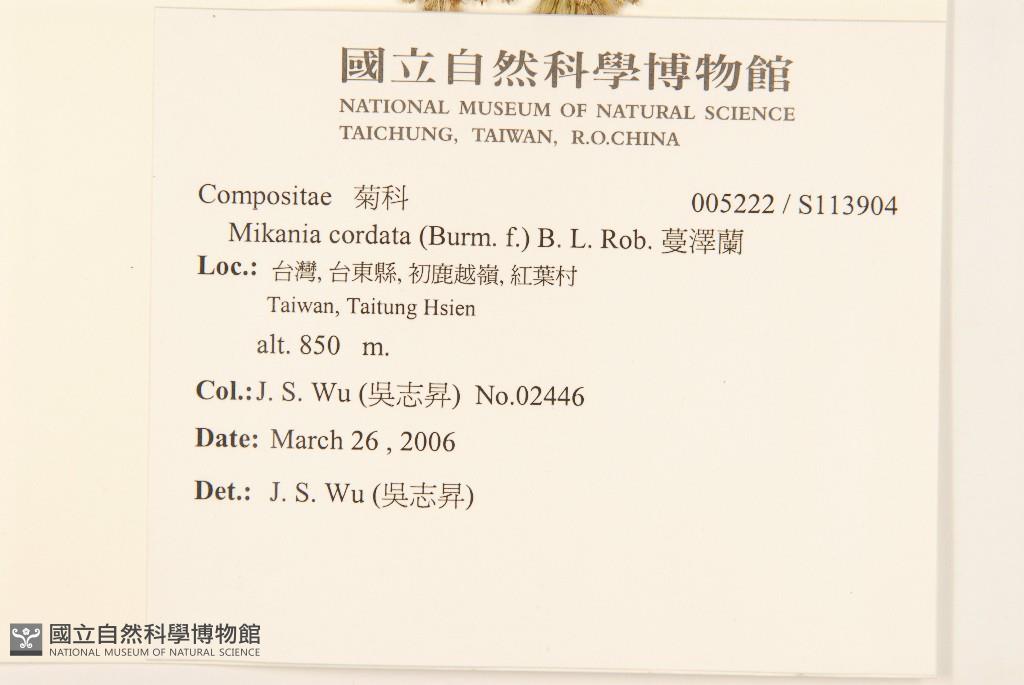 國立自然科學博物館
NATIONAL MUSEUM OF NATURAL SCIENCE
TAICHUNG, TAIWAN, R.O.CHINA
Compositae 菊科 005222 / S113904
Mikania cordata (Burm. f.) B. L. Rob. 蔓澤蘭
Loc.: 台灣, 台東縣, 初鹿越嶺, 紅葉村
Taiwan, Taitung Hsien
alt. 850 m.
Col.: J. S. Wu (吳志昇) No.02446
Date: March 26 , 2006
Det.: J. S. Wu (吳志昇)
國立自然科學博物館
NATIONAL MUSEUM OF NATURAL SCIENCE